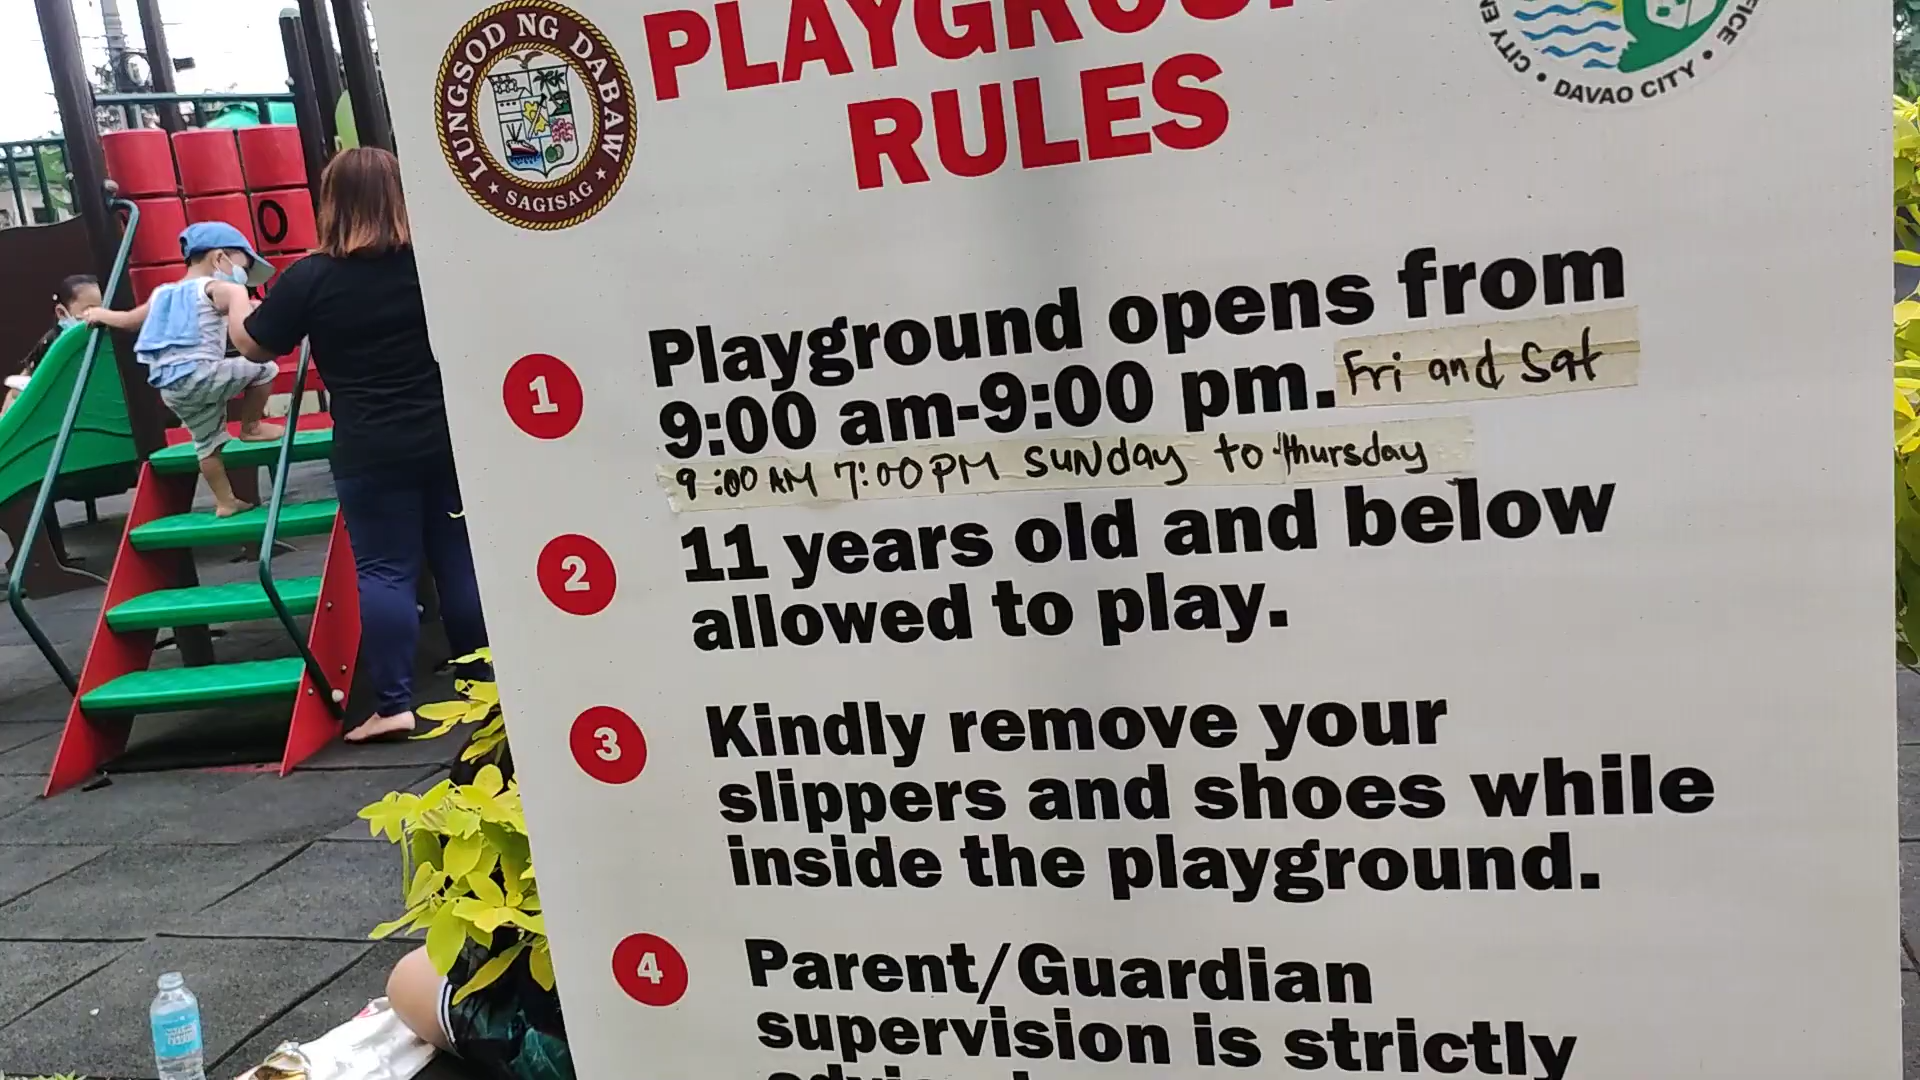 LUNGSOD NG DABAW
SAGISAG
RULES
DAVAO CITY
1
Playground opens from
9:00 am-9:00 pm. Fri and Sat
9:00 AM 7:00 PM SUNday to thursday
2
11 years old and below
allowed to play.
3
Kindly remove your
slippers and shoes while
inside the playground.
4
Parent/Guardian
supervision is strictly
O